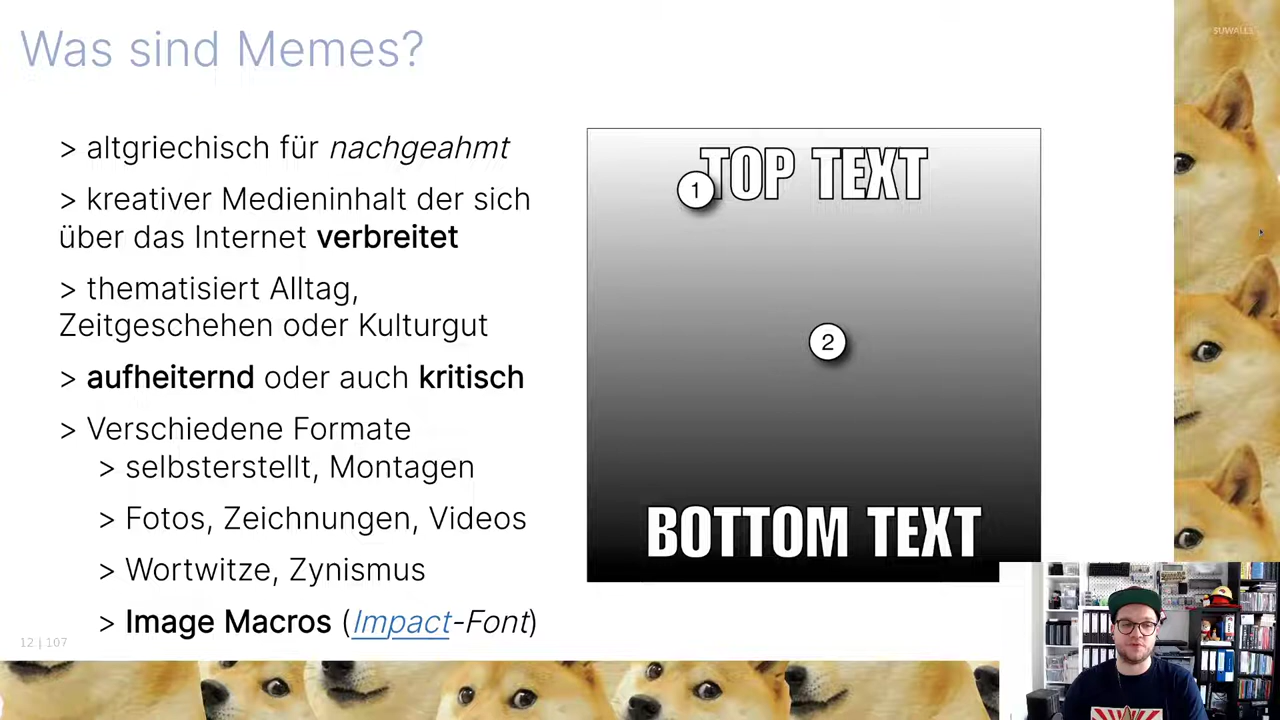 Was sind Memes?
SUWALLS
> altgriechisch für nachgeahmt
> kreativer Medieninhalt der sich
über das Internet verbreitet
> thematisiert Alltag,
Zeitgeschehen oder Kulturgut
> aufheiternd oder auch kritisch
> Verschiedene Formate
> selbsterstellt, Montagen
> Fotos, Zeichnungen, Videos
> Wortwitze, Zynismus
> Image Macros (Impact-Font)
TOP TEXT
1
2
BOTTOM TEXT
12 | 107